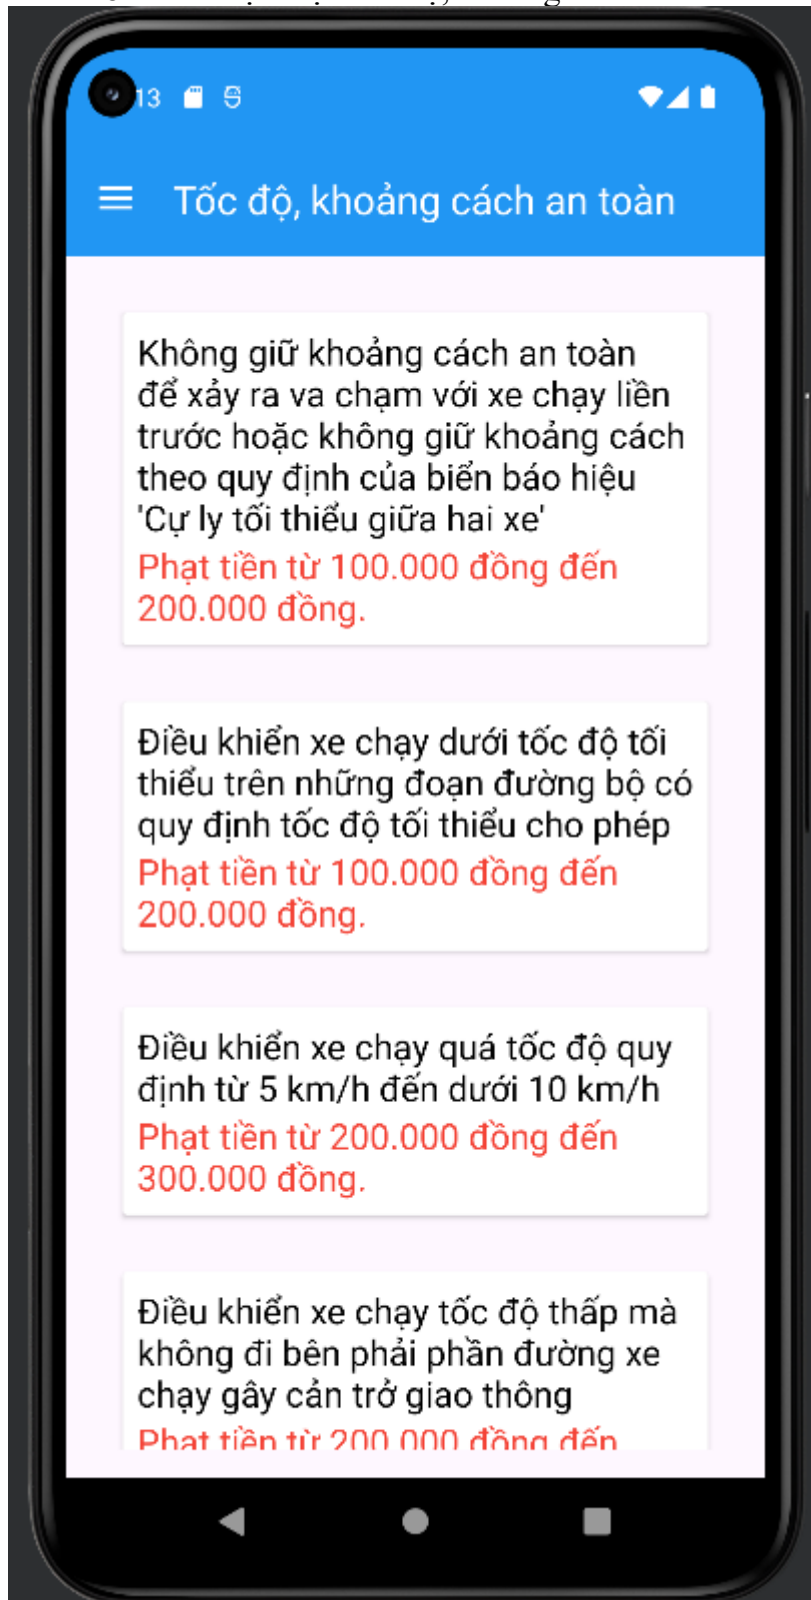 13
Tốc độ, khoảng cách an toàn
Không giữ khoảng cách an toàn
để xảy ra va chạm với xe chạy liền
trước hoặc không giữ khoảng cách
theo quy định của biển báo hiệu
'Cự ly tối thiểu giữa hai xe'
Phạt tiền từ 100.000 đồng đến
200.000 đồng.
Điều khiển xe chạy dưới tốc độ tối
thiểu trên những đoạn đường bộ có
quy định tốc độ tối thiểu cho phép
Phạt tiền từ 100.000 đồng đến
200.000 đồng.
Điều khiển xe chạy quá tốc độ quy
định từ 5 km/h đến dưới 10 km/h
Phạt tiền từ 200.000 đồng đến
300.000 đồng.
Điều khiển xe chạy tốc độ thấp mà
không đi bên phải phần đường xe
chạy gây cản trở giao thông
Phạt tiền từ 200.000 đồng đến